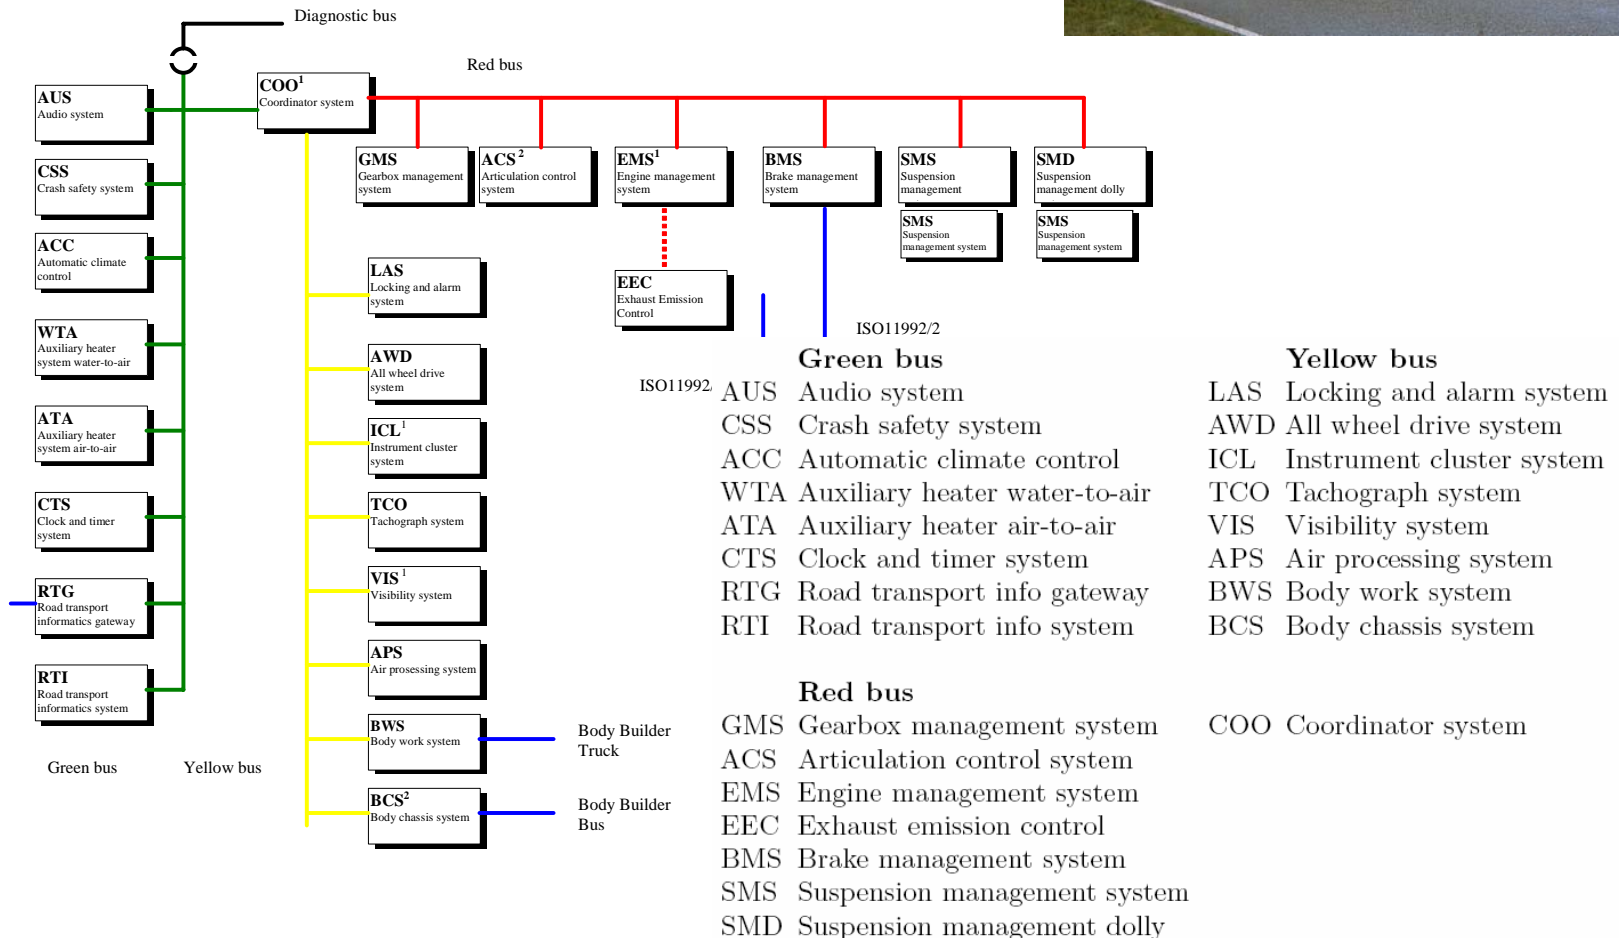 Diagnostic bus
Red bus
AUS
Audio system
CSS
Crash safety system
ACC
Automatic climate
control
WTA
Auxiliary heater
system water-to-air
ATA
Auxiliary heater
system air-to-air
CTS
Clock and timer
system
RTG
Road transport
informatics gateway
RTI
Road transport
informatics system
Green bus
Yellow bus
COO¹
Coordinator system
GMS
Gearbox management
system
ACS²
Articulation control
system
EMS¹
Engine management
system
BMS
Brake management
system
SMS
Suspension
management
SMD
Suspension
management dolly
SMS
Suspension
management system
SMS
Suspension
management system
EEC
Exhaust Emission
Control
ISO11992/2
ISO11992/
LAS
Locking and alarm
system
AWD
All wheel drive
system
ICL¹
Instrument cluster
system
TCO
Tachograph system
VIS¹
Visibility system
APS
Air prosessing system
BWS
Body work system
BCS²
Body chassis system
Body Builder
Truck
Body Builder
Bus
Green bus
AUS Audio system
CSS Crash safety system
ACC Automatic climate control
WTA Auxiliary heater water-to-air
ATA Auxiliary heater air-to-air
CTS Clock and timer system
RTG Road transport info gateway
RTI Road transport info system
Yellow bus
LAS Locking and alarm system
AWD All wheel drive system
ICL Instrument cluster system
TCO Tachograph system
VIS Visibility system
APS Air processing system
BWS Body work system
BCS Body chassis system
Red bus
GMS Gearbox management system
ACS Articulation control system
EMS Engine management system
EEC Exhaust emission control
BMS Brake management system
SMS Suspension management system
SMD Suspension management dolly
COO Coordinator system